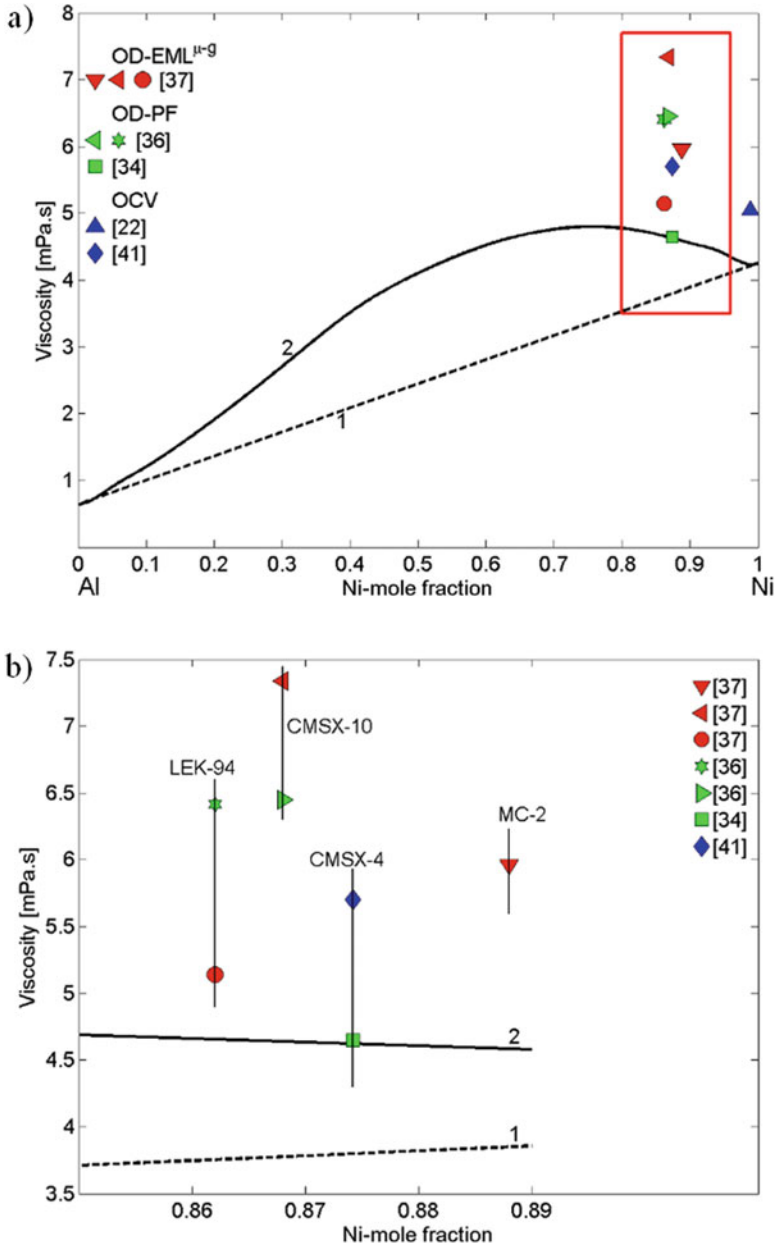 a)
Viscosity [mPa.s]
8
7
6
5
4
3
2
1
OD-EML^μ-g
[37]
OD-PF
[36]
[34]
OCV
[22]
[41]
2
1
0 0.1 0.2 0.3 0.4 0.5 0.6 0.7 0.8 0.9 1
Al Ni-mole fraction Ni
b)
Viscosity [mPa.s]
7.5
7
6.5
6
5.5
5
4.5
4
3.5
CMSX-10
LEK-94
CMSX-4
MC-2
[37]
[37]
[37]
[36]
[36]
[34]
[41]
2
1
0.86 0.87 0.88 0.89
Ni-mole fraction